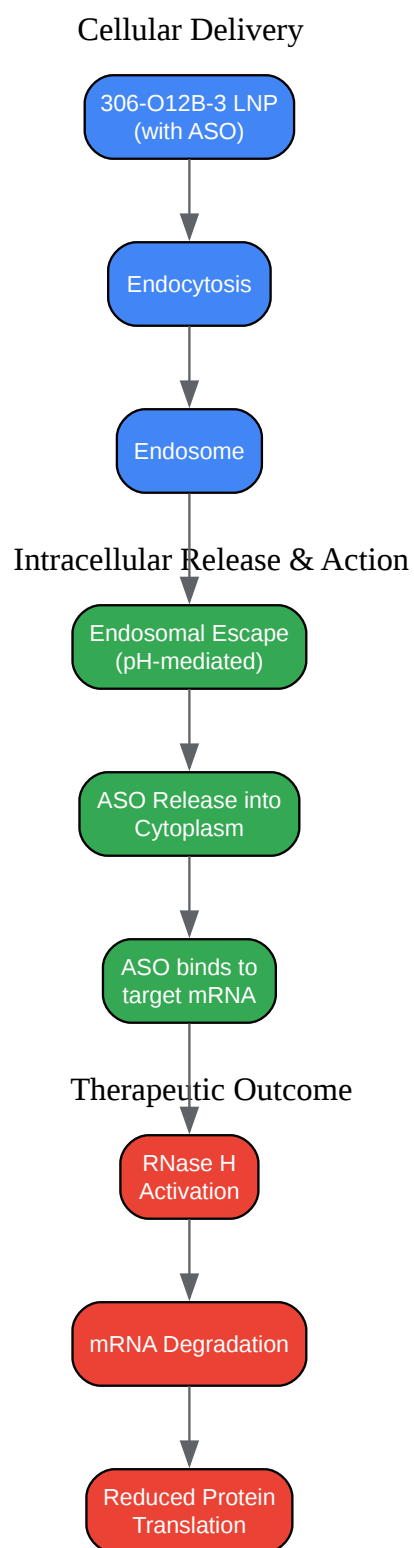 Cellular Delivery
306-O12B-3 LNP
(with ASO)
Endocytosis
Endosome
Intracellular Release & Action
Endosomal Escape
(pH-mediated)
ASO Release into
Cytoplasm
ASO binds to
target mRNA
Therapeutic Outcome
RNase H
Activation
mRNA Degradation
Reduced Protein
Translation